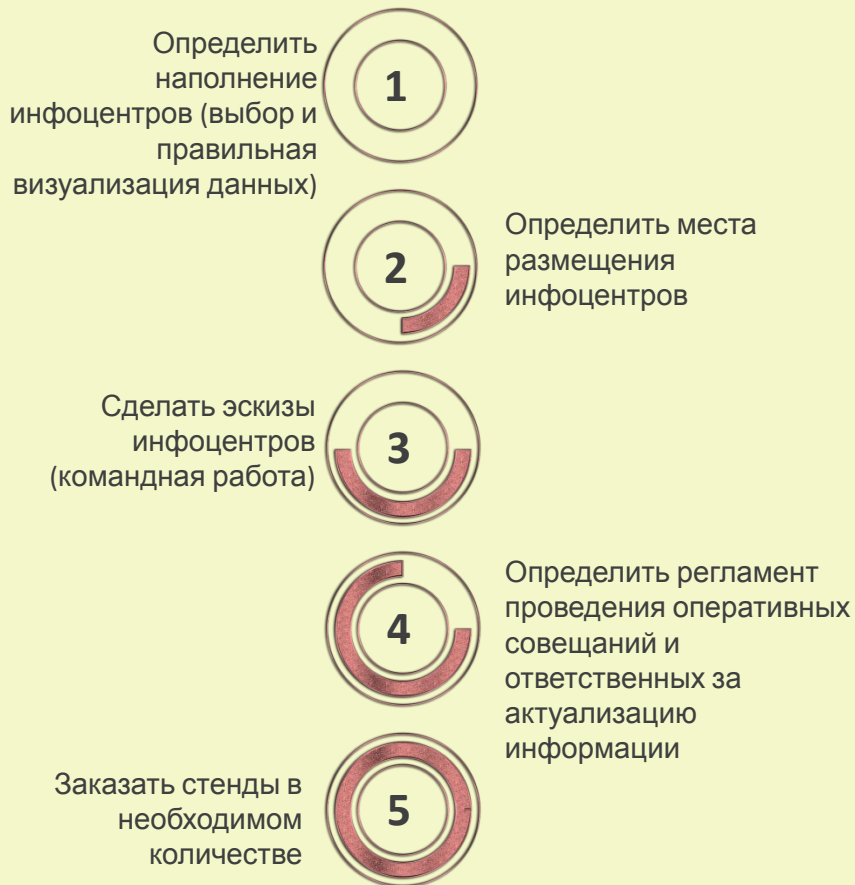 Определить
наполнение
инфоцентров (выбор и
правильная
визуализация данных)
1
2
Определить места
размещения
инфоцентров
Сделать эскизы
инфоцентров
(командная работа)
3
4
Определить регламент
проведения оперативных
совещаний и
ответственных за
актуализацию
информации
Заказать стенды в
необходимом
количестве
5